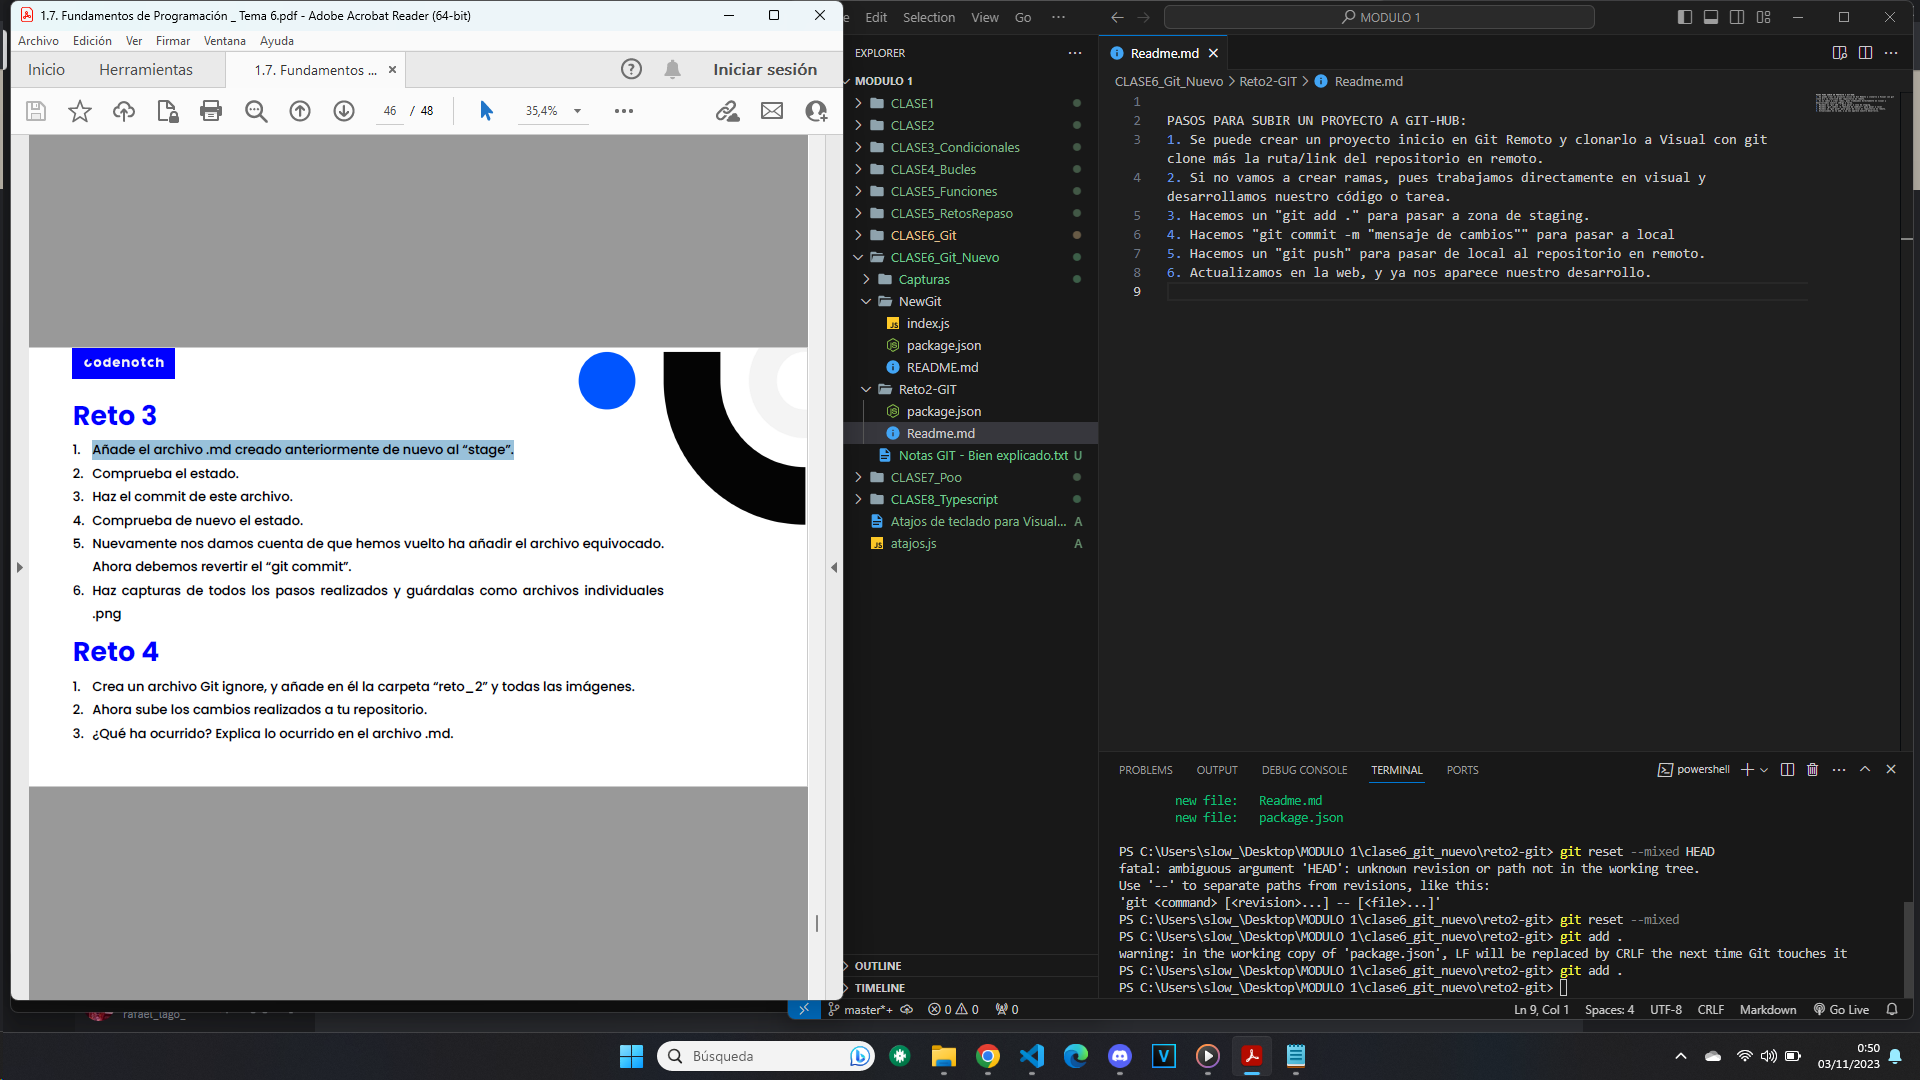 1.7. Fundamentos de Programación _ Tema 6.pdf - Adobe Acrobat Reader (64-bit)
Archivo Edición Ver Firmar Ventana Ayuda
Inicio Herramientas 1.7. Fundamentos ... Iniciar sesión
46 / 48 35,4%
codenotch
Reto 3
1. Añade el archivo .md creado anteriormente de nuevo al “stage”.
2. Comprueba el estado.
3. Haz el commit de este archivo.
4. Comprueba de nuevo el estado.
5. Nuevamente nos damos cuenta de que hemos vuelto ha añadir el archivo equivocado.
Ahora debemos revertir el “git commit”.
6. Haz capturas de todos los pasos realizados y guárdalas como archivos individuales
.png
Reto 4
1. Crea un archivo Git ignore, y añade en él la carpeta “reto_2” y todas las imágenes.
2. Ahora sube los cambios realizados a tu repositorio.
3. ¿Qué ha ocurrido? Explica lo ocurrido en el archivo .md.
Edit Selection View Go ··· MODULO 1
EXPLORER
MODULO 1
CLASE1
CLASE2
CLASE3_Condicionales
CLASE4_Bucles
CLASE5_Funciones
CLASE5_RetosRepaso
CLASE6_Git
CLASE6_Git_Nuevo
Capturas
NewGit
JS index.js
package.json
README.md
Reto2-GIT
package.json
Readme.md
Notas GIT - Bien explicado.txt U
CLASE7_Poo
CLASE8_Typescript
Atajos de teclado para Visual... A
JS atajos.js A
OUTLINE
TIMELINE
Readme.md
CLASE6_Git_Nuevo > Reto2-GIT > Readme.md
1
2 PASOS PARA SUBIR UN PROYECTO A GIT-HUB:
3 1. Se puede crear un proyecto inicio en Git Remoto y clonarlo a Visual con git
clone más la ruta/link del repositorio en remoto.
4 2. Si no vamos a crear ramas, pues trabajamos directamente en visual y
desarrollamos nuestro código o tarea.
5 3. Hacemos un "git add ." para pasar a zona de staging.
6 4. Hacemos "git commit -m "mensaje de cambios"" para pasar a local
7 5. Hacemos un "git push" para pasar de local al repositorio en remoto.
8 6. Actualizamos en la web, y ya nos aparece nuestro desarrollo.
9
PROBLEMS OUTPUT DEBUG CONSOLE TERMINAL PORTS powershell
new file: Readme.md
new file: package.json
PS C:\Users\slow_\Desktop\MODULO 1\clase6_git_nuevo\reto2-git> git reset --mixed HEAD
fatal: ambiguous argument 'HEAD': unknown revision or path not in the working tree.
Use '--' to separate paths from revisions, like this:
'git <command> [<revision>...] -- [<file>...]'
PS C:\Users\slow_\Desktop\MODULO 1\clase6_git_nuevo\reto2-git> git reset --mixed
PS C:\Users\slow_\Desktop\MODULO 1\clase6_git_nuevo\reto2-git> git add .
warning: in the working copy of 'package.json', LF will be replaced by CRLF the next time Git touches it
PS C:\Users\slow_\Desktop\MODULO 1\clase6_git_nuevo\reto2-git> git add .
PS C:\Users\slow_\Desktop\MODULO 1\clase6_git_nuevo\reto2-git>
master*+ 0 0 0 Ln 9, Col 1 Spaces: 4 UTF-8 CRLF Markdown Go Live
rafael_lago_
Búsqueda
V
0:50
03/11/2023